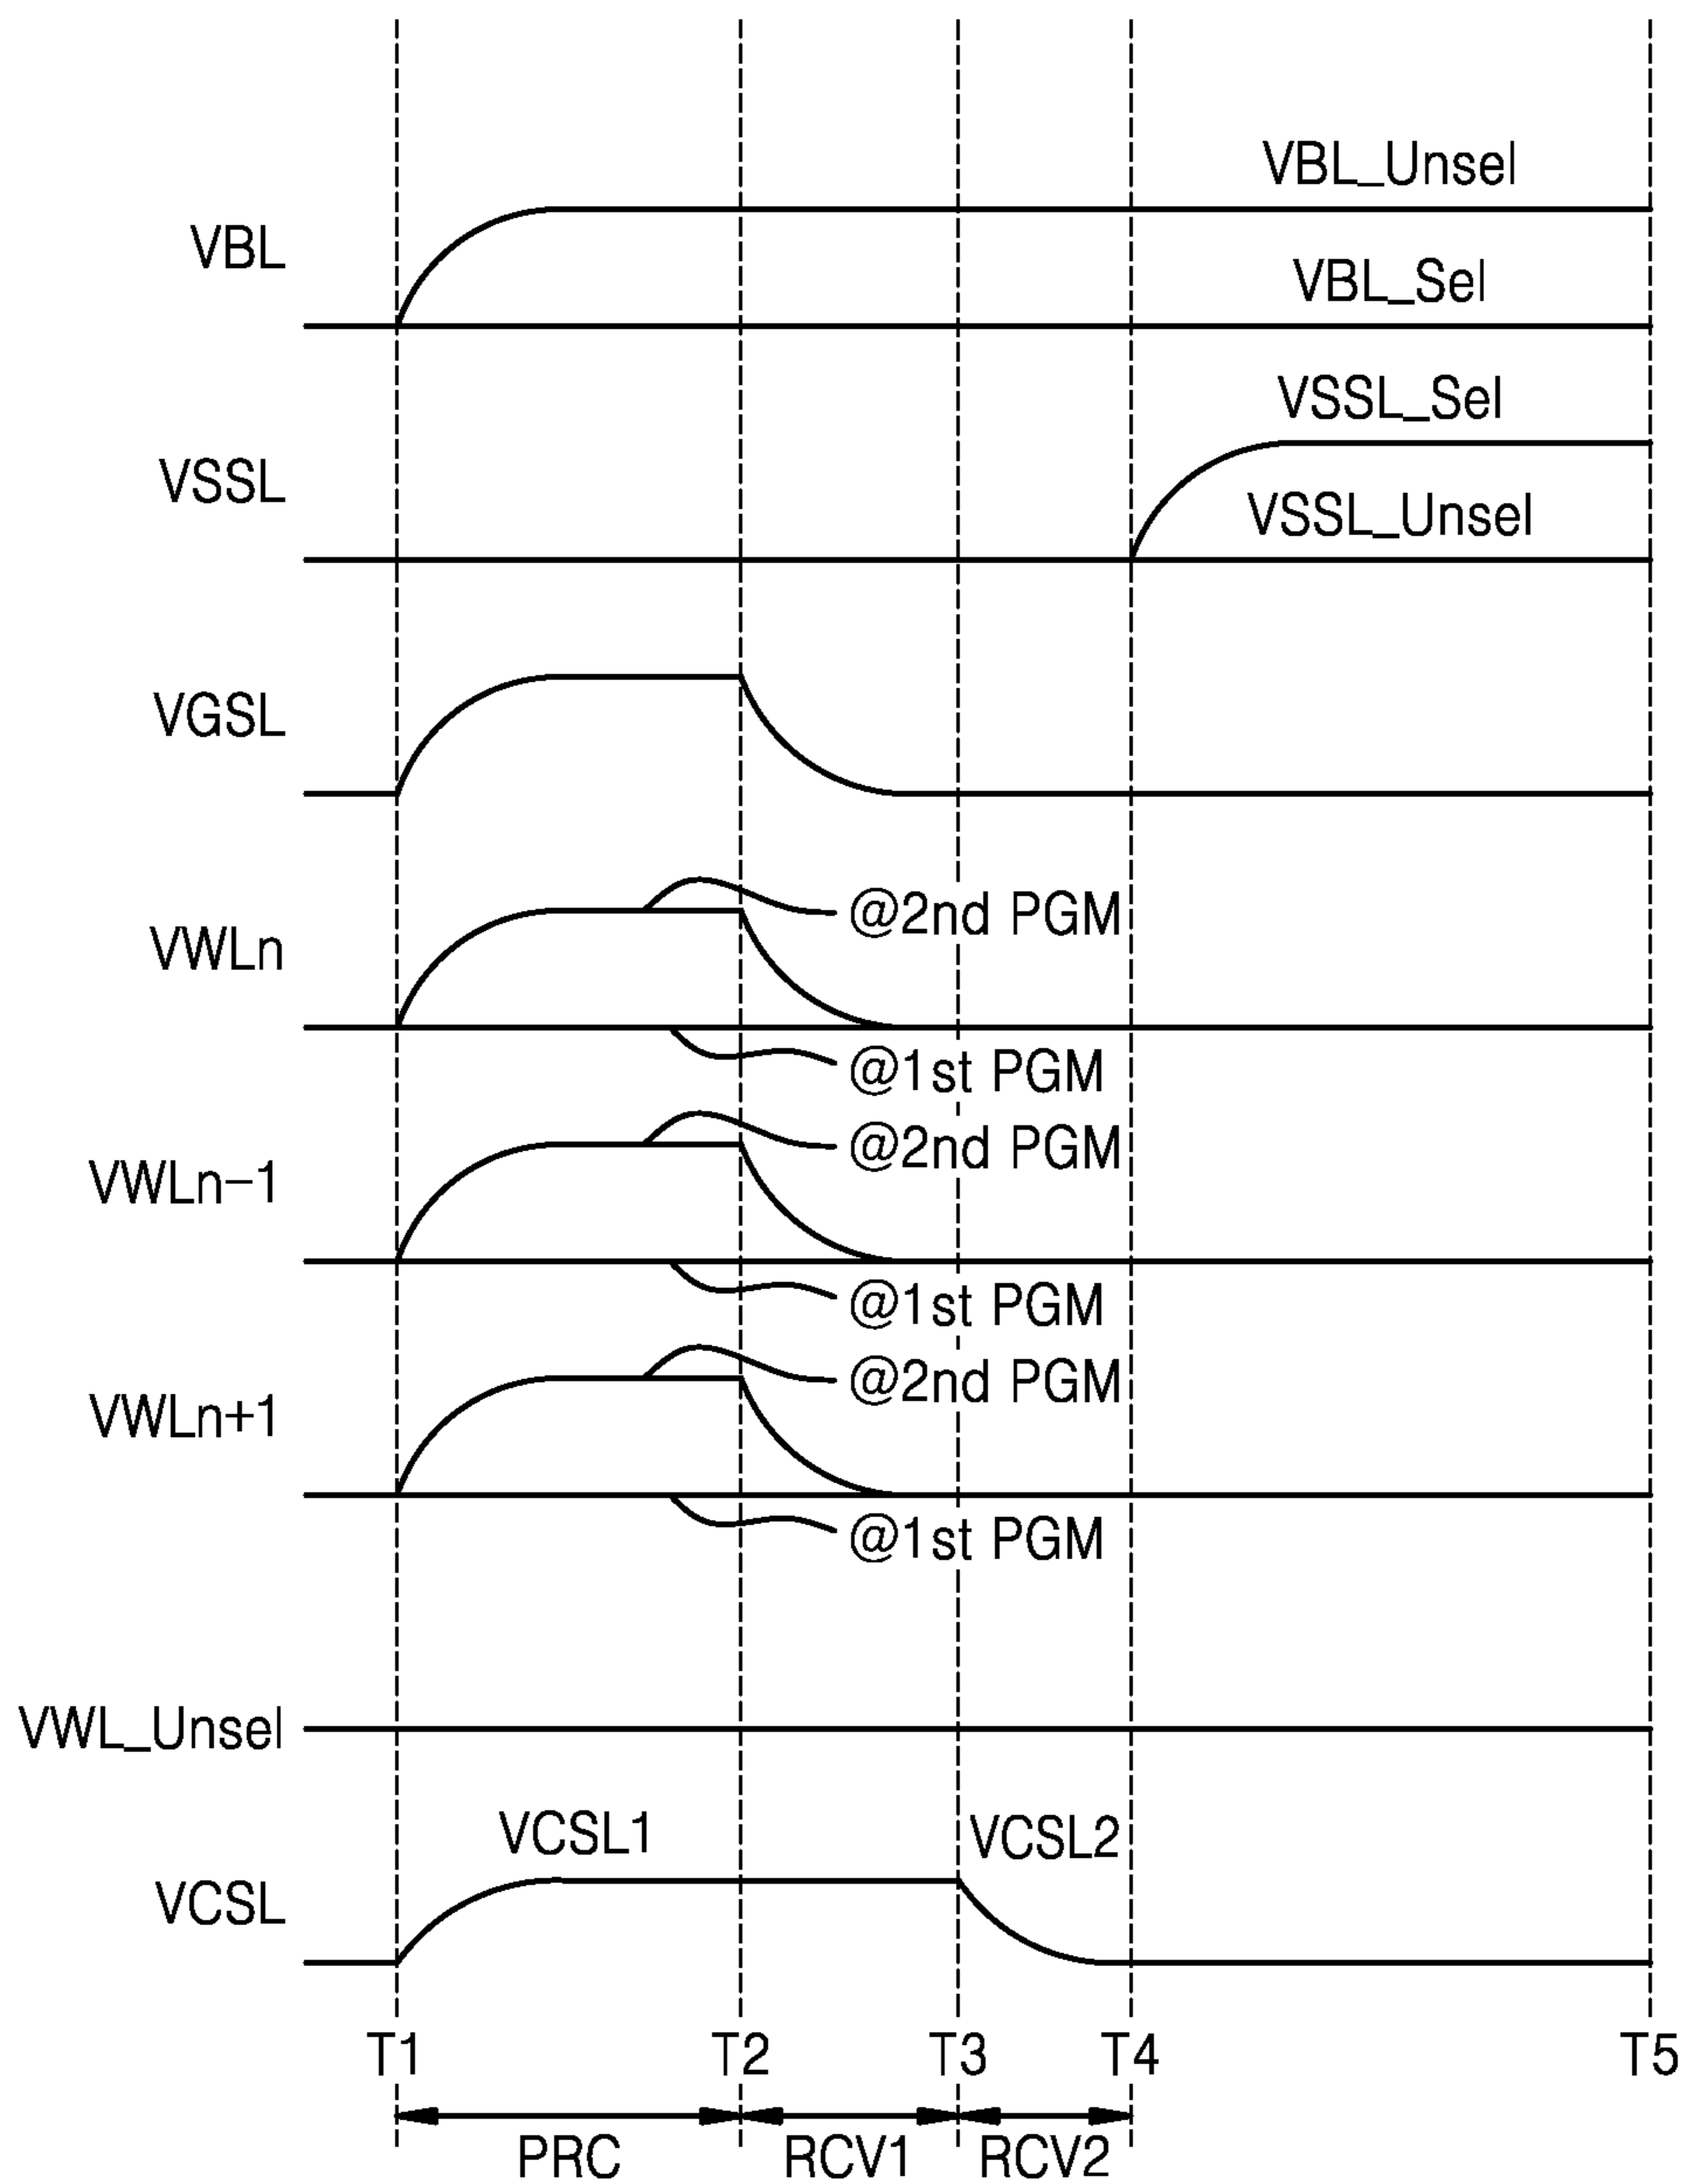 VBL_Unsel
VBL
VBL_Sel
VSSL_Sel
VSSL
VSSL_Unsel
VGSL
@2nd PGM
VWLn
@1st PGM
@2nd PGM
VWLn-1
@1st PGM
@2nd PGM
VWLn+1
@1st PGM
VWL_Unsel
VCSL1 VCSL2
VCSL
T1 T2 T3 T4 T5
PRC RCV1 RCV2